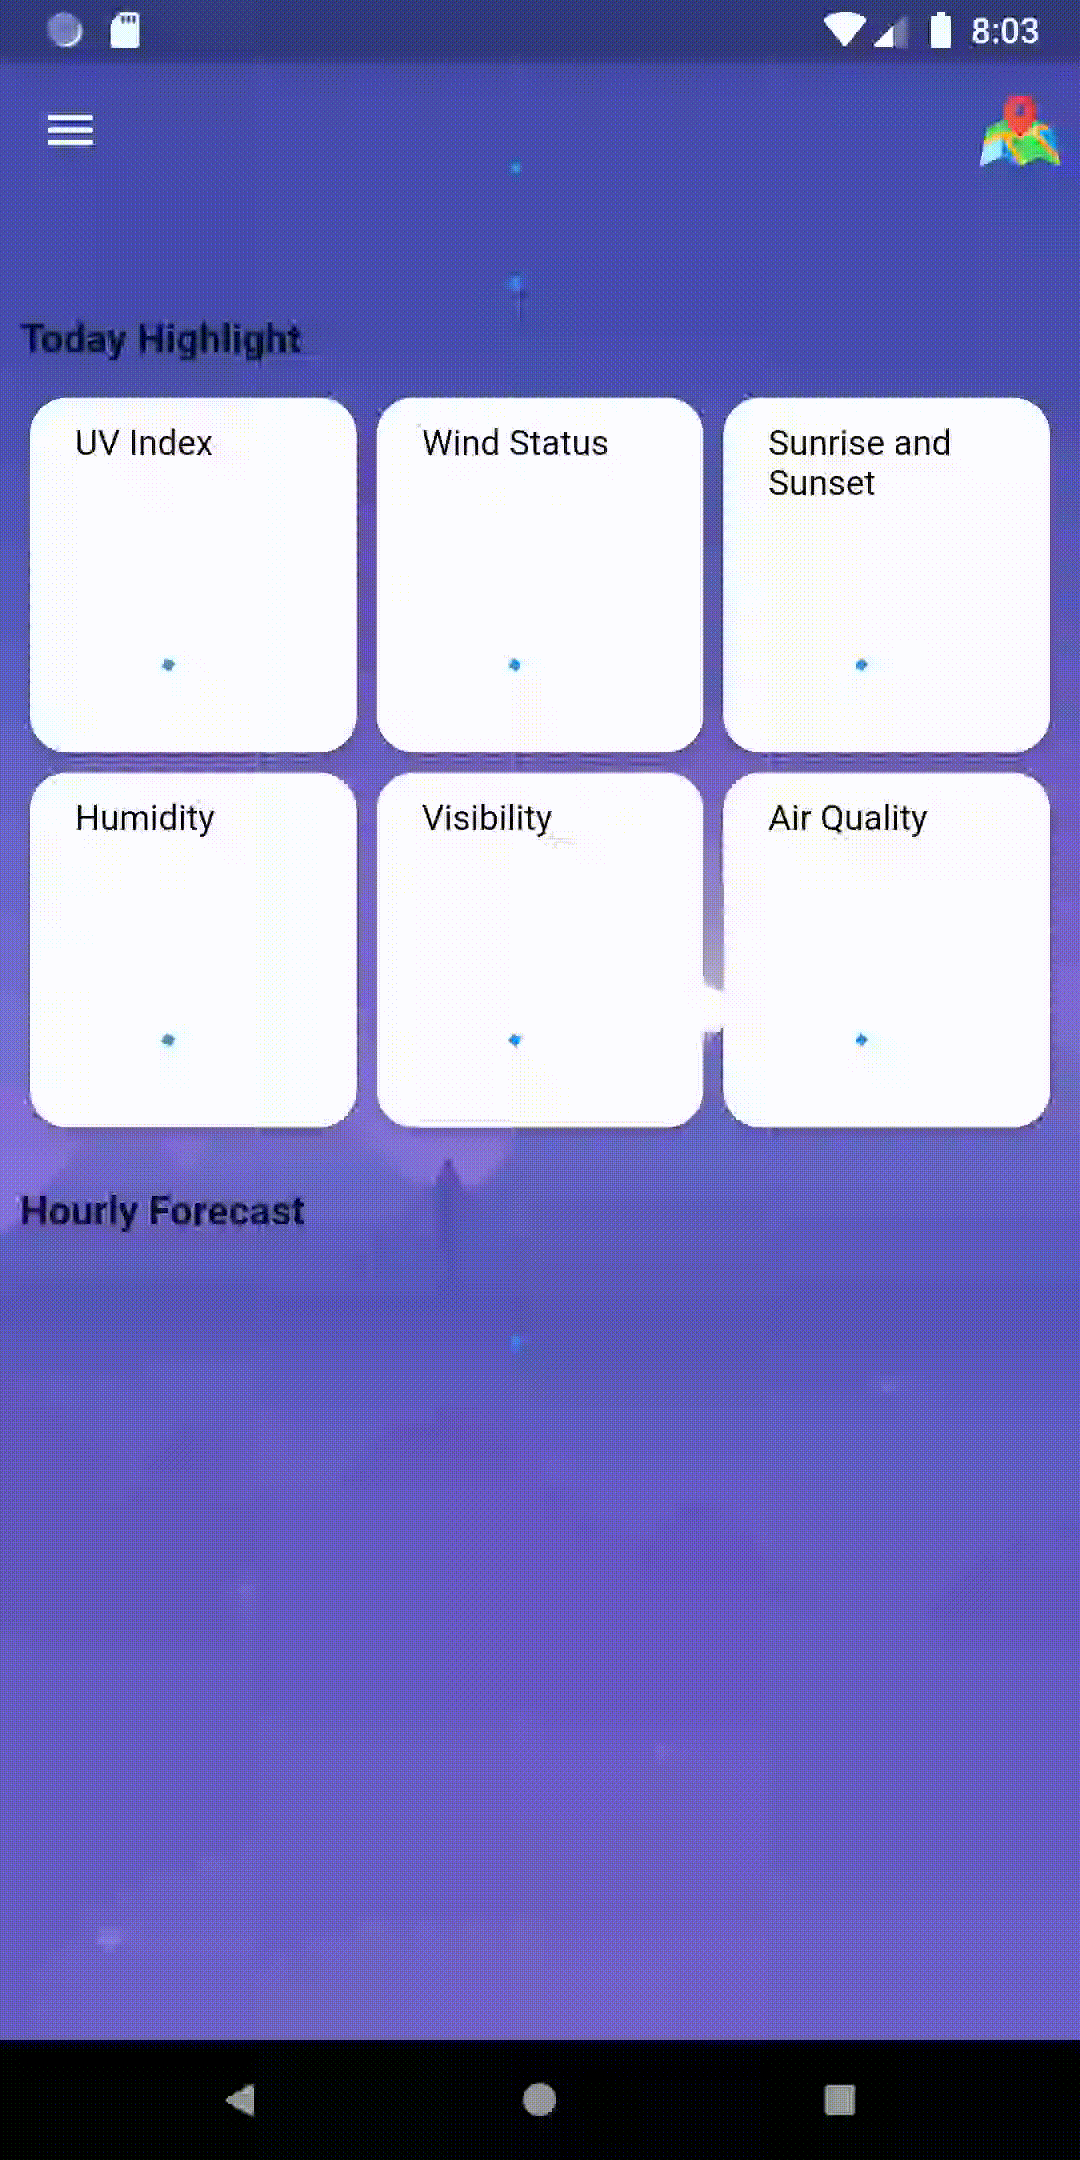 8:03
Today Highlight
UV Index
Wind Status
Sunrise and
Sunset
Humidity
Visibility
Air Quality
Hourly Forecast